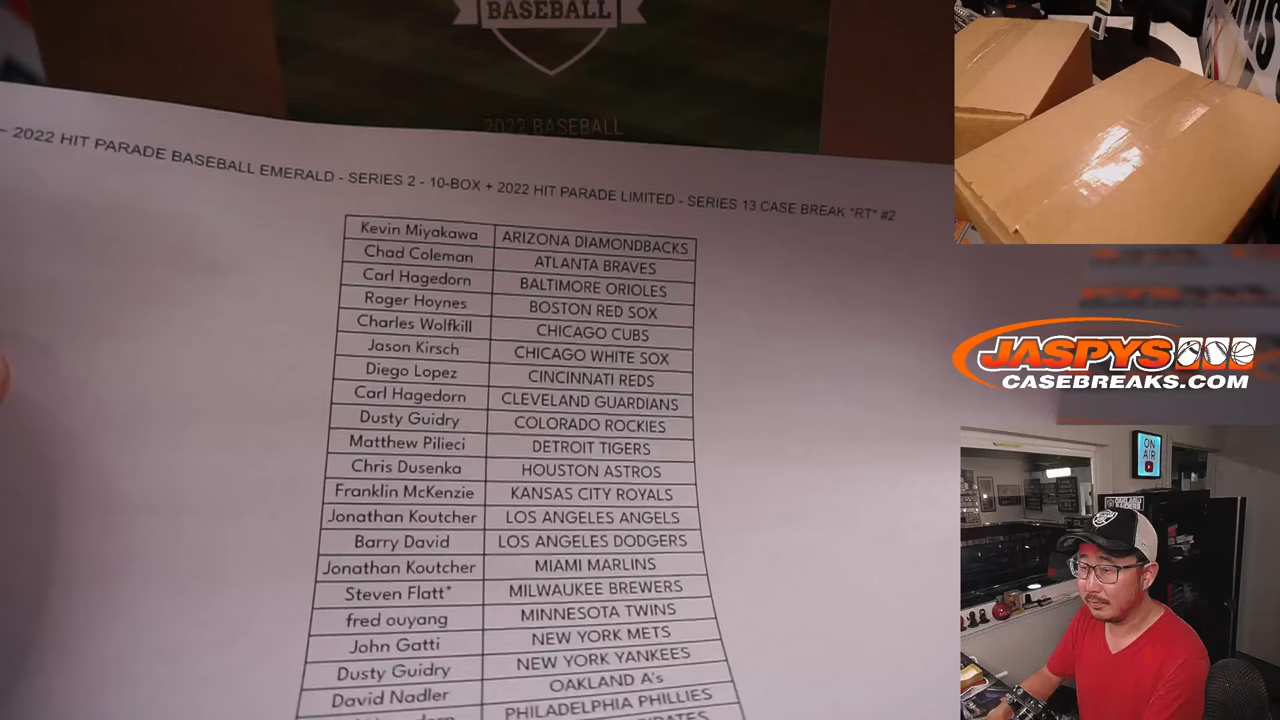 BASEBALL
2022 BASEBALL
- 2022 HIT PARADE BASEBALL EMERALD - SERIES 2 - 10-BOX + 2022 HIT PARADE LIMITED - SERIES 13 CASE BREAK *RT* #2
Kevin Miyakawa ARIZONA DIAMONDBACKS
Chad Coleman ATLANTA BRAVES
Carl Hagedorn BALTIMORE ORIOLES
Roger Hoynes BOSTON RED SOX
Charles Wolfkill CHICAGO CUBS
Jason Kirsch CHICAGO WHITE SOX
Diego Lopez CINCINNATI REDS
Carl Hagedorn CLEVELAND GUARDIANS
Dusty Guidry COLORADO ROCKIES
Matthew Pilieci DETROIT TIGERS
Chris Dusenka HOUSTON ASTROS
Franklin McKenzie KANSAS CITY ROYALS
Jonathan Koutcher LOS ANGELES ANGELS
Barry David LOS ANGELES DODGERS
Jonathan Koutcher MIAMI MARLINS
Steven Flatt* MILWAUKEE BREWERS
fred ouyang MINNESOTA TWINS
John Gatti NEW YORK METS
Dusty Guidry NEW YORK YANKEES
David Nadler OAKLAND A's
PHILADELPHIA PHILLIES
JASPYS
CASEBREAKS.COM
ON
AIR